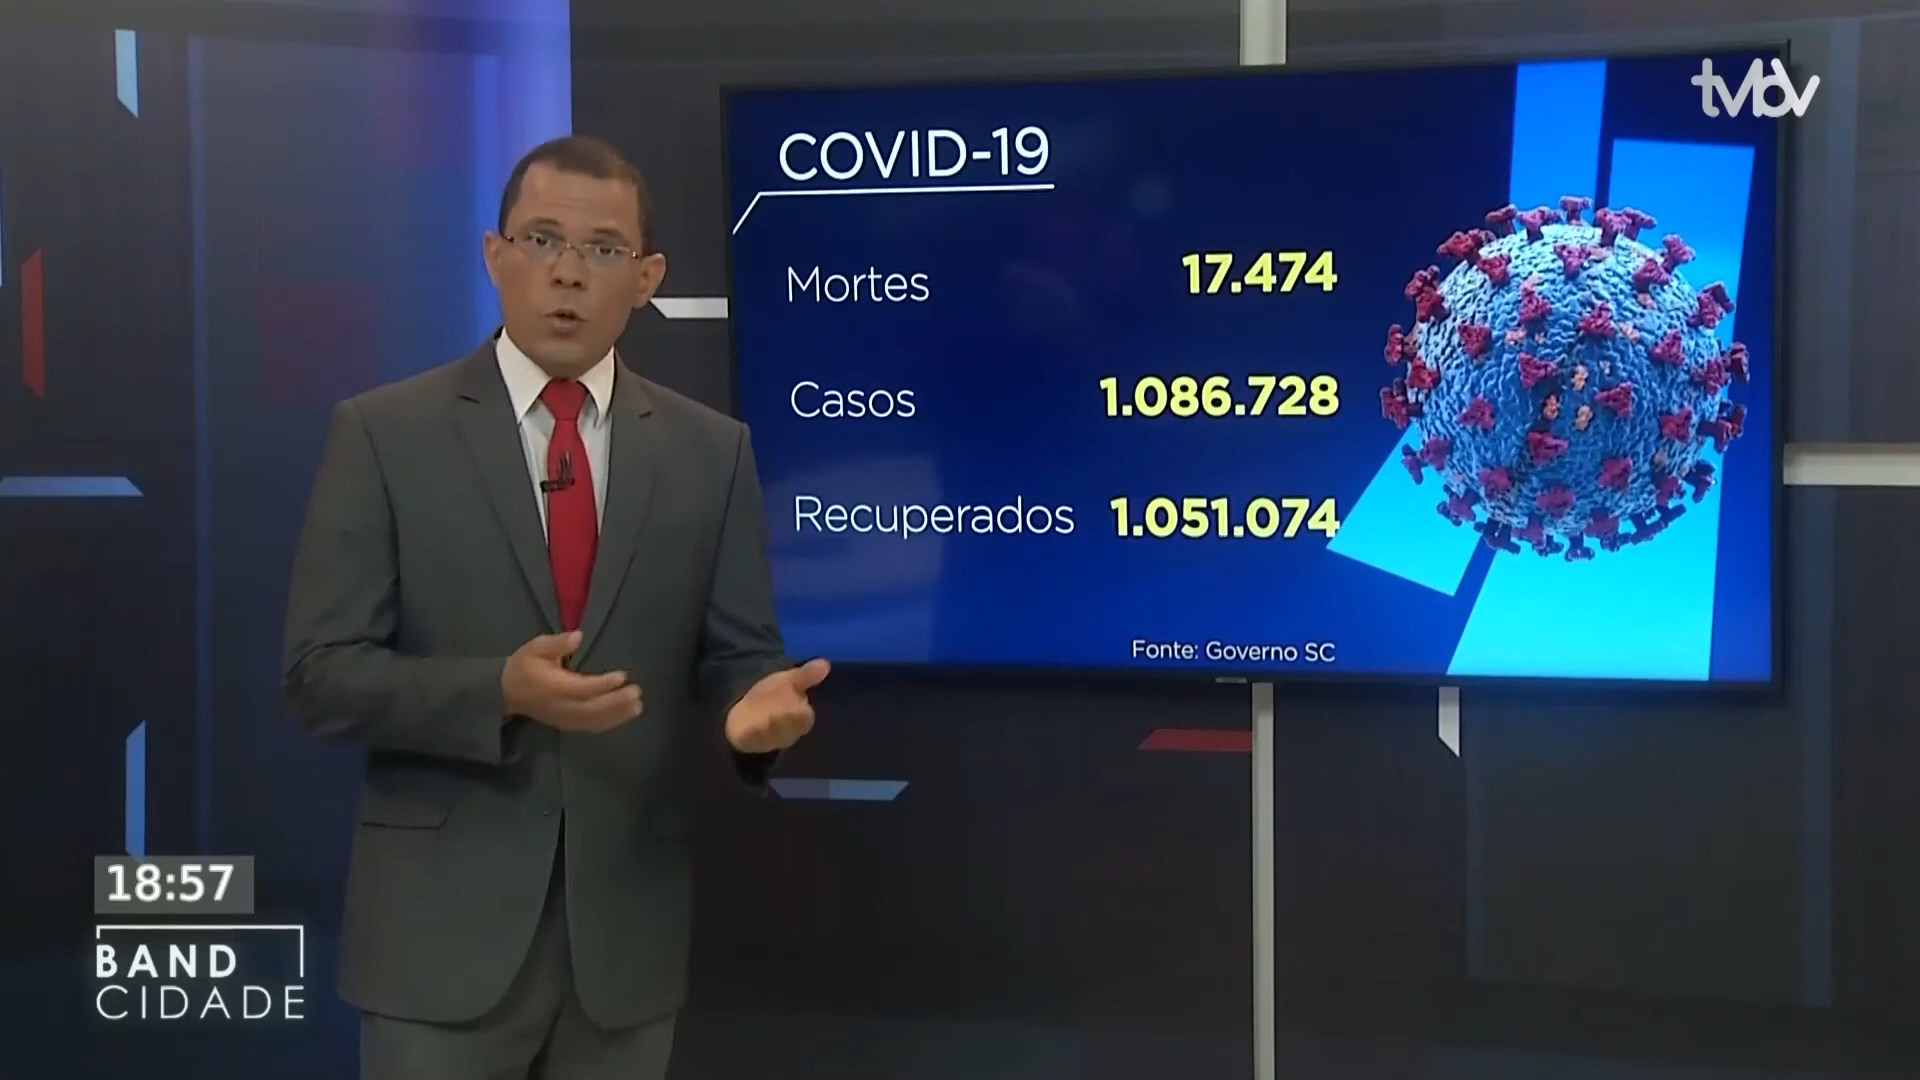 tvbv
COVID-19
Mortes 17.474
Casos 1.086.728
Recuperados 1.051.074
Fonte: Governo SC
18:57
BAND
CIDADE